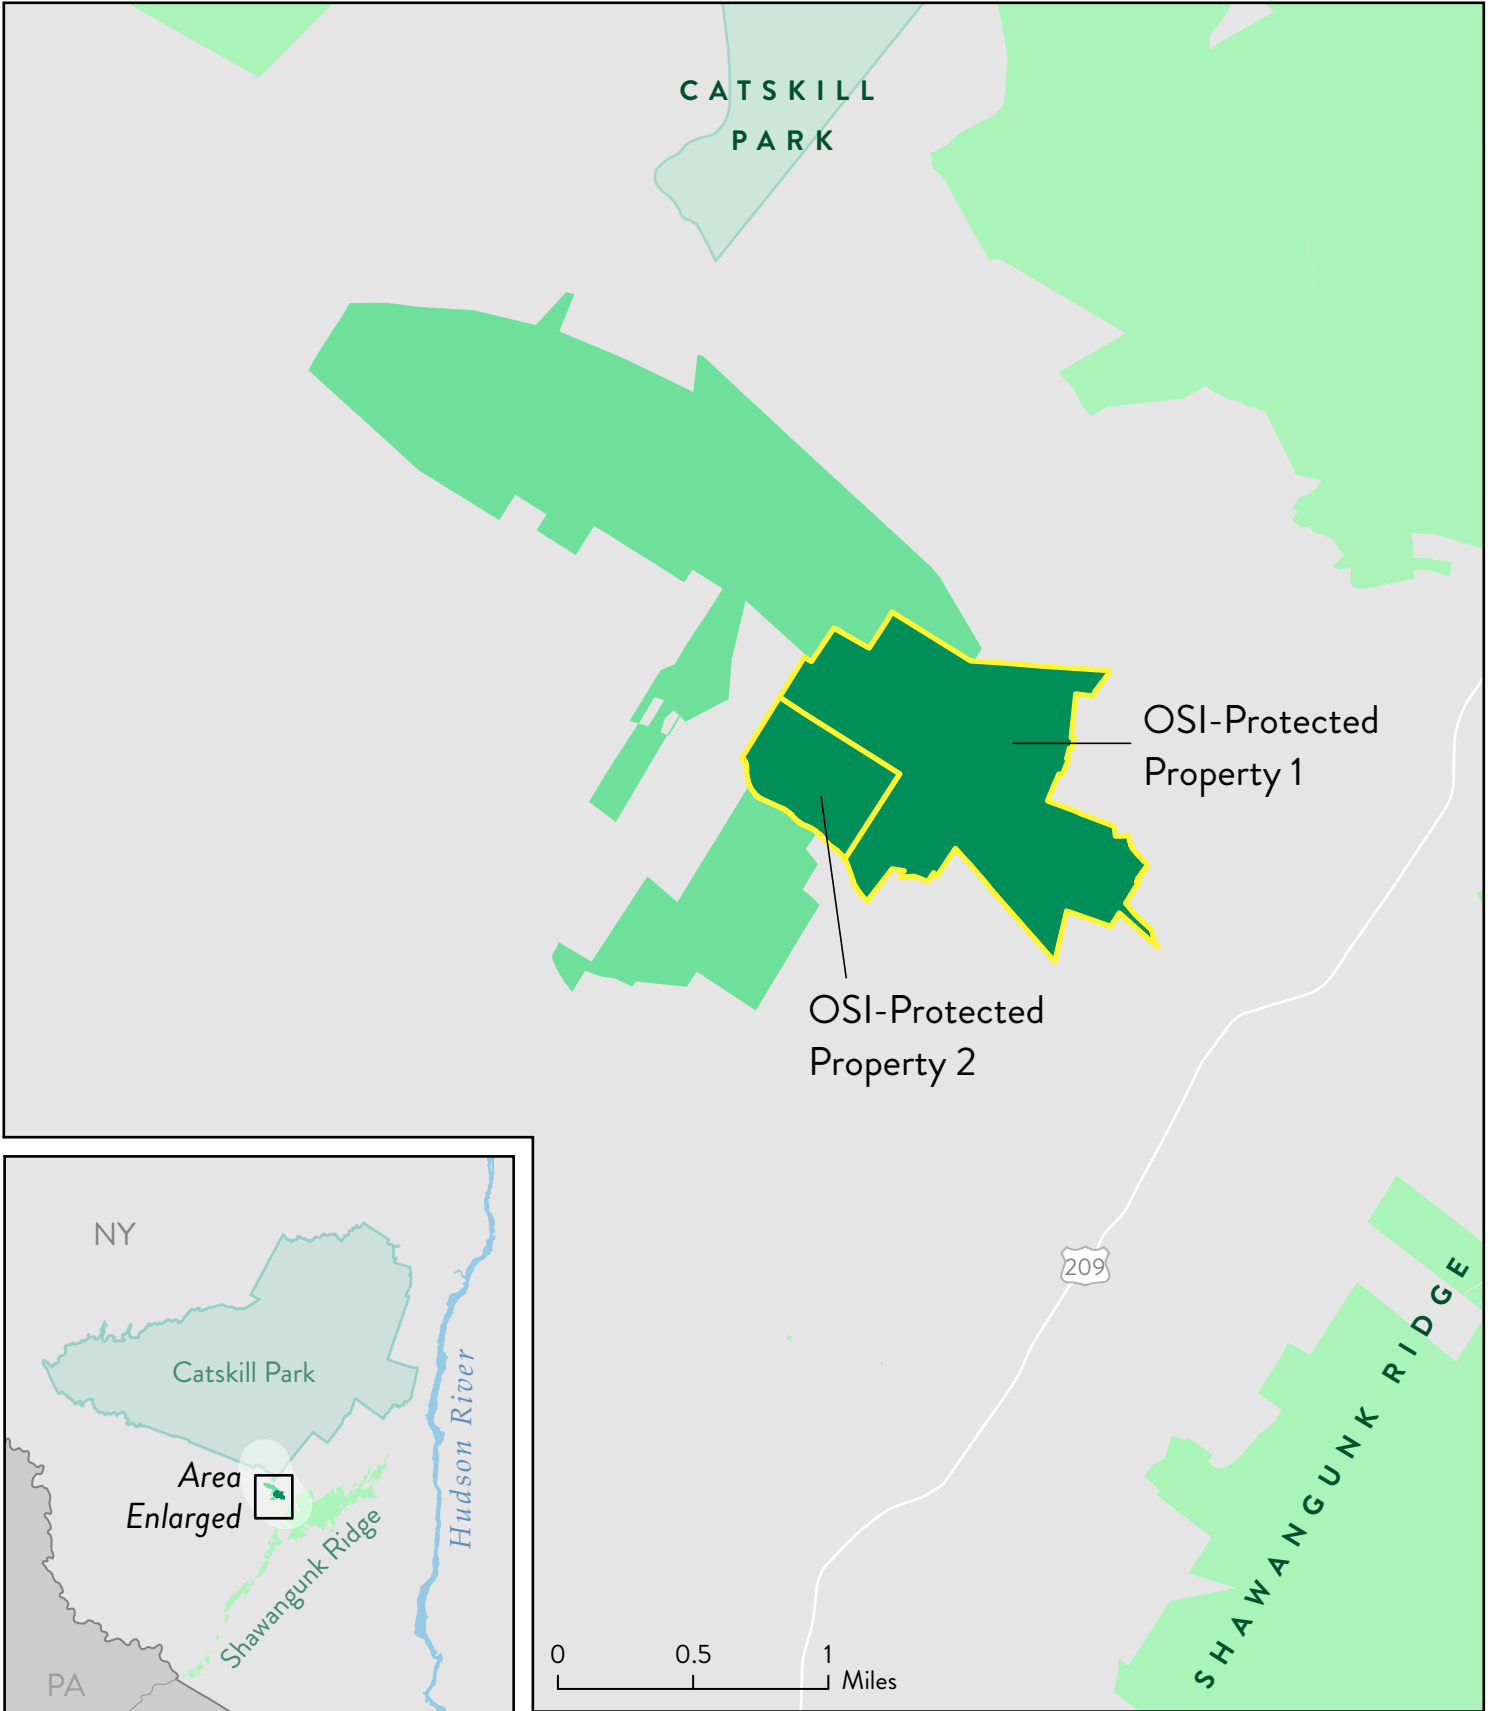 CATSKILL
PARK
OSI-Protected
Property 1
OSI-Protected
Property 2
209
SHAWANGUNK RIDGE
0 0.5 1
Miles
NY
Catskill Park
Area
Enlarged
Hudson River
Shawangunk Ridge
PA